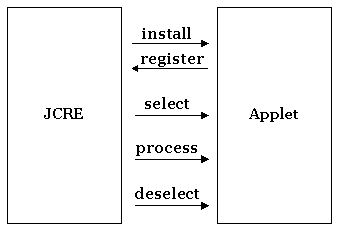 install
register
select
JCRE
Applet
process
deselect